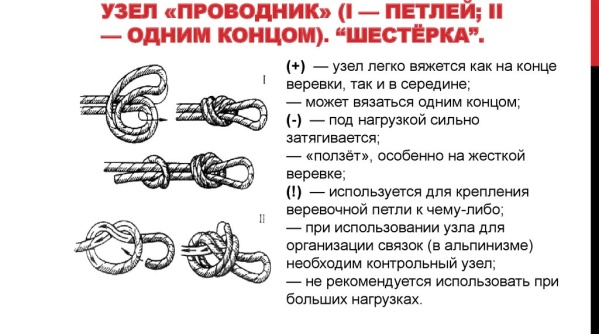 УЗЕЛ «ПРОВОДНИК» (I — ПЕТЛЕЙ; II
— ОДНИМ КОНЦОМ). “ШЕСТЁРКА”.
I
II
(+) — узел легко вяжется как на конце
веревки, так и в середине;
— может вязаться одним концом;
(-) — под нагрузкой сильно
затягивается;
— «ползёт», особенно на жесткой
веревке;
(!) — используется для крепления
веревочной петли к чему-либо;
— при использовании узла для
организации связок (в альпинизме)
необходим контрольный узел;
— не рекомендуется использовать при
больших нагрузках.